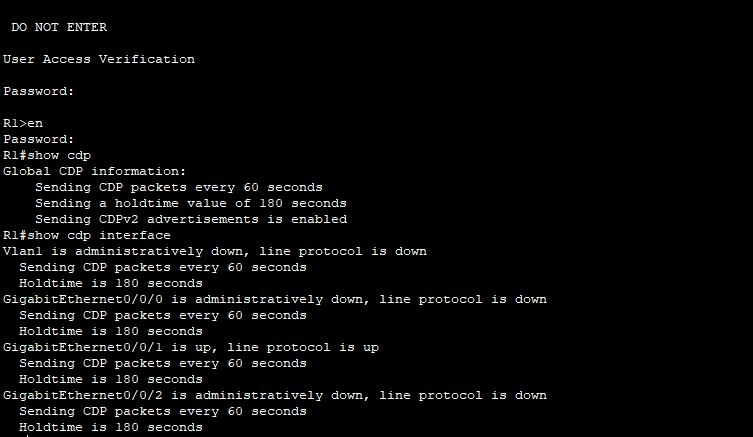 DO NOT ENTER
User Access Verification
Password:
R1>en
Password:
R1#show cdp
Global CDP information:
    Sending CDP packets every 60 seconds
    Sending a holdtime value of 180 seconds
    Sending CDPv2 advertisements is enabled
R1#show cdp interface
Vlan1 is administratively down, line protocol is down
  Sending CDP packets every 60 seconds
  Holdtime is 180 seconds
GigabitEthernet0/0/0 is administratively down, line protocol is down
  Sending CDP packets every 60 seconds
  Holdtime is 180 seconds
GigabitEthernet0/0/1 is up, line protocol is up
  Sending CDP packets every 60 seconds
  Holdtime is 180 seconds
GigabitEthernet0/0/2 is administratively down, line protocol is down
  Sending CDP packets every 60 seconds
  Holdtime is 180 seconds